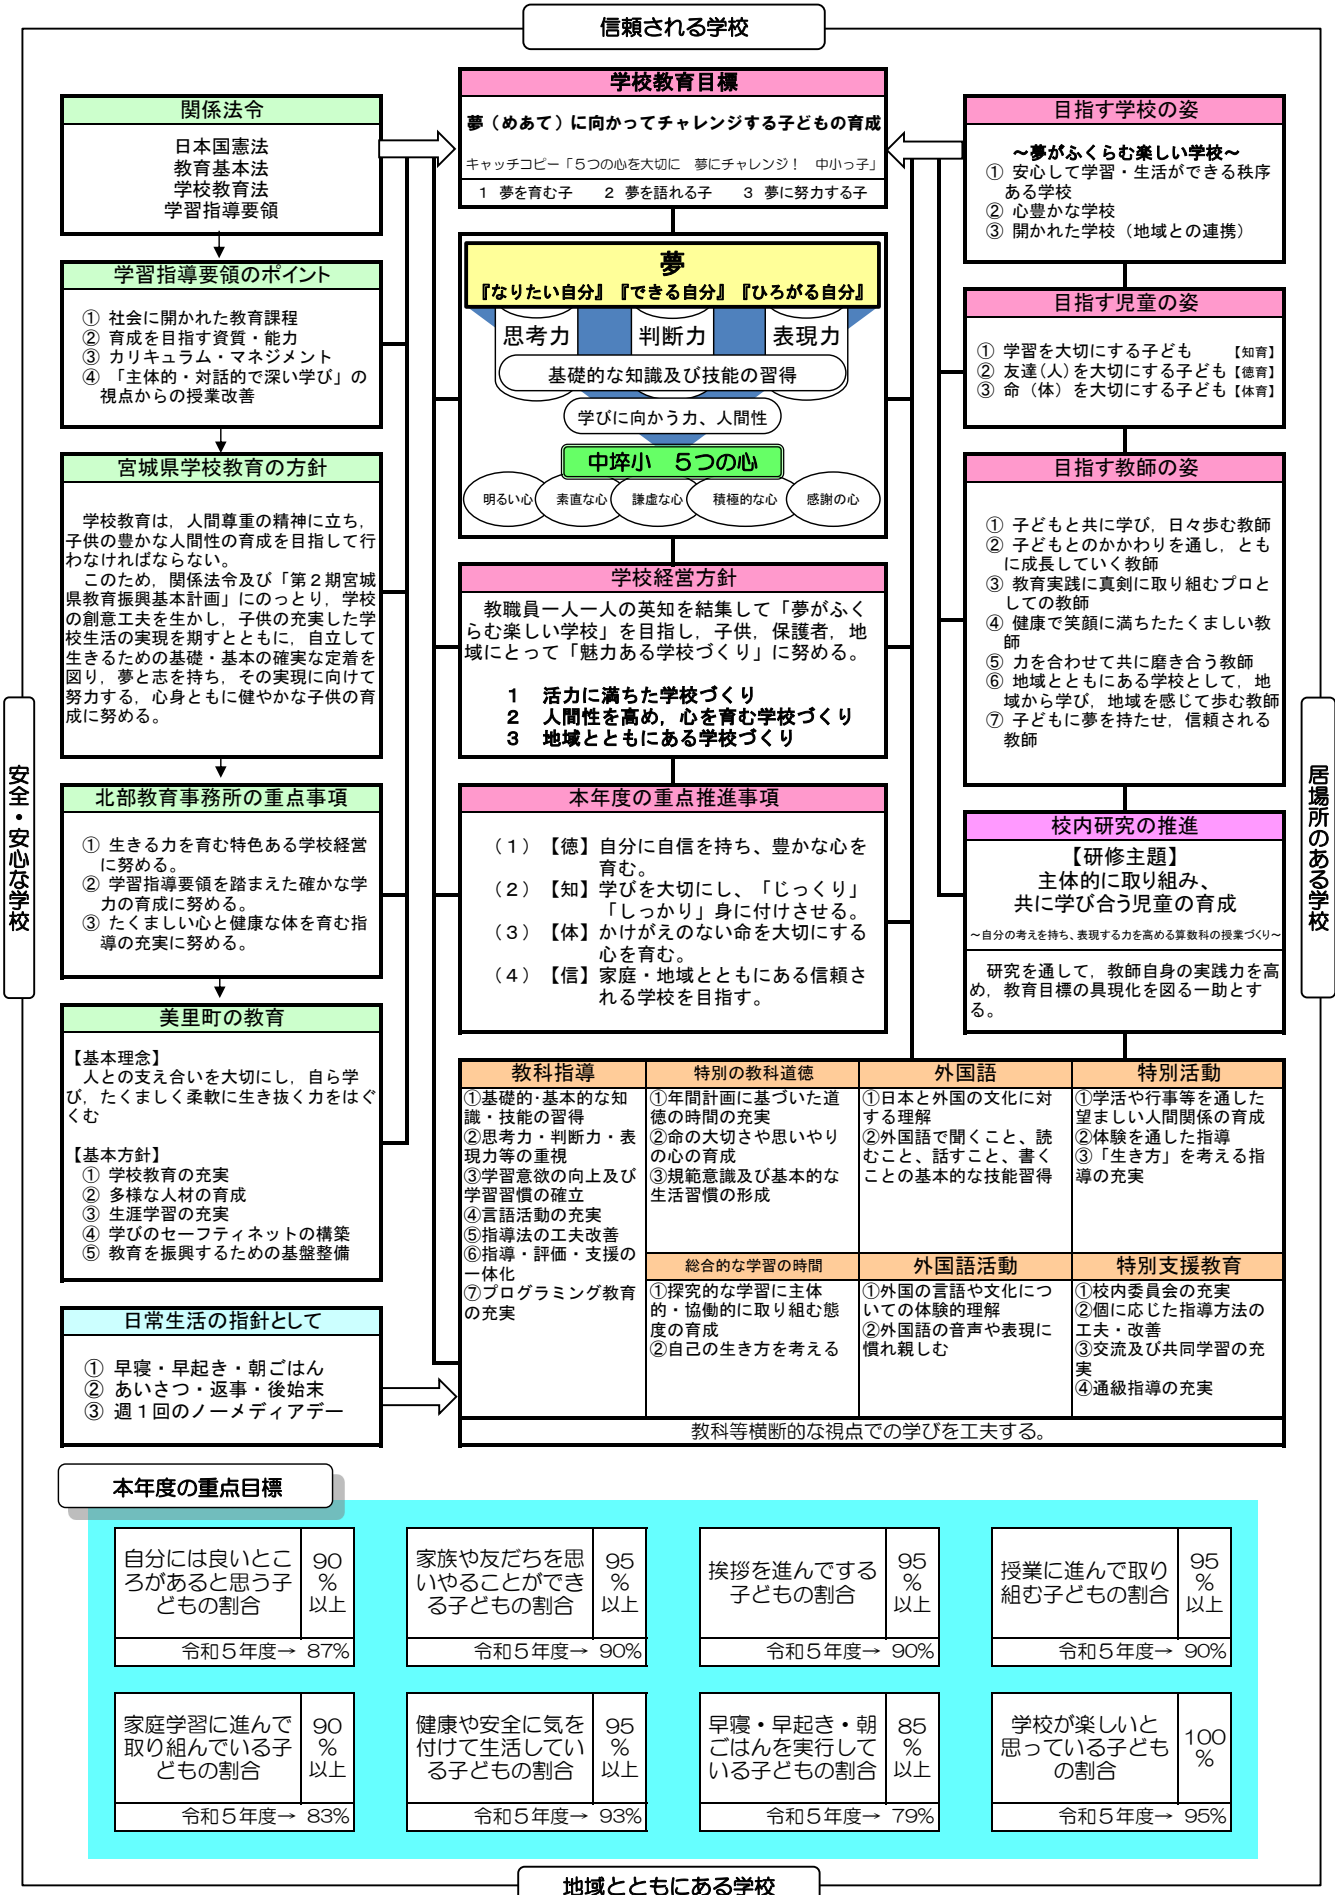 信頼される学校
関係法令
日本国憲法
教育基本法
学校教育法
学習指導要領
学習指導要領のポイント
① 社会に開かれた教育課程
② 育成を目指す資質・能力
③ カリキュラム・マネジメント
④ 「主体的・対話的で深い学び」の
視点からの授業改善
宮城県学校教育の方針
学校教育は，人間尊重の精神に立ち，
子供の豊かな人間性の育成を目指して行
わなければならない。
このため，関係法令及び「第２期宮城
県教育振興基本計画」にのっとり，学校
の創意工夫を生かし，子供の充実した学
校生活の実現を期すとともに，自立して
生きるための基礎・基本の確実な定着を
図り，夢と志を持ち，その実現に向けて
努力する，心身ともに健やかな子供の育
成に努める。
北部教育事務所の重点事項
① 生きる力を育む特色ある学校経営
に努める。
② 学習指導要領を踏まえた確かな学
力の育成に努める。
③ たくましい心と健康な体を育む指
導の充実に努める。
美里町の教育
【基本理念】
人との支え合いを大切にし，自ら学
び，たくましく柔軟に生き抜く力をはぐ
くむ
【基本方針】
① 学校教育の充実
② 多様な人材の育成
③ 生涯学習の充実
④ 学びのセーフティネットの構築
⑤ 教育を振興するための基盤整備
日常生活の指針として
① 早寝・早起き・朝ごはん
② あいさつ・返事・後始末
③ 週１回のノーメディアデー
学校教育目標
夢（めあて）に向かってチャレンジする子どもの育成
キャッチコピー「５つの心を大切に　夢にチャレンジ！　中小っ子」
１ 夢を育む子　　２ 夢を語れる子　　３ 夢に努力する子
夢
『なりたい自分』『できる自分』『ひろがる自分』
思考力　判断力　表現力
基礎的な知識及び技能の習得
学びに向かう力、人間性
中埣小　５つの心
明るい心　素直な心　謙虚な心　積極的な心　感謝の心
学校経営方針
教職員一人一人の英知を結集して「夢がふく
らむ楽しい学校」を目指し，子供，保護者，地
域にとって「魅力ある学校づくり」に努める。
１　活力に満ちた学校づくり
２　人間性を高め，心を育む学校づくり
３　地域とともにある学校づくり
本年度の重点推進事項
（１）【徳】自分に自信を持ち、豊かな心を
育む。
（２）【知】学びを大切にし、「じっくり」
「しっかり」身に付けさせる。
（３）【体】かけがえのない命を大切にする
心を育む。
（４）【信】家庭・地域とともにある信頼さ
れる学校を目指す。
目指す学校の姿
～夢がふくらむ楽しい学校～
① 安心して学習・生活ができる秩序
ある学校
② 心豊かな学校
③ 開かれた学校（地域との連携）
目指す児童の姿
① 学習を大切にする子ども　【知育】
② 友達(人)を大切にする子ども【徳育】
③ 命（体）を大切にする子ども【体育】
目指す教師の姿
① 子どもと共に学び，日々歩む教師
② 子どもとのかかわりを通し，とも
に成長していく教師
③ 教育実践に真剣に取り組むプロと
しての教師
④ 健康で笑顔に満ちたたくましい教
師
⑤ 力を合わせて共に磨き合う教師
⑥ 地域とともにある学校として，地
域から学び，地域を感じて歩む教師
⑦ 子どもに夢を持たせ，信頼される
教師
校内研究の推進
【研修主題】
主体的に取り組み、
共に学び合う児童の育成
～自分の考えを持ち、表現する力を高める算数科の授業づくり～
研究を通して，教師自身の実践力を高
め，教育目標の具現化を図る一助とす
る。
教科指導
①基礎的･基本的な知
識・技能の習得
②思考力・判断力・表
現力等の重視
③学習意欲の向上及び
学習習慣の確立
④言語活動の充実
⑤指導法の工夫改善
⑥指導・評価・支援の
一体化
⑦プログラミング教育
の充実
特別の教科道徳
①年間計画に基づいた道
徳の時間の充実
②命の大切さや思いやり
の心の育成
③規範意識及び基本的な
生活習慣の形成
外国語
①日本と外国の文化に対
する理解
②外国語で聞くこと、読
むこと、話すこと、書く
ことの基本的な技能習得
特別活動
①学活や行事等を通した
望ましい人間関係の育成
②体験を通した指導
③「生き方」を考える指
導の充実
総合的な学習の時間
①探究的な学習に主体
的・協働的に取り組む態
度の育成
②自己の生き方を考える
外国語活動
①外国の言語や文化につ
いての体験的理解
②外国語の音声や表現に
慣れ親しむ
特別支援教育
①校内委員会の充実
②個に応じた指導方法の
工夫・改善
③交流及び共同学習の充
実
④通級指導の充実
教科等横断的な視点での学びを工夫する。
安全・安心な学校
居場所のある学校
本年度の重点目標
自分には良いとこ
ろがあると思う子
どもの割合
90
％
以上
令和５年度→ 87%
家族や友だちを思
いやることができ
る子どもの割合
95
％
以上
令和５年度→ 90%
挨拶を進んでする
子どもの割合
95
％
以上
令和５年度→ 90%
授業に進んで取り
組む子どもの割合
95
％
以上
令和５年度→ 90%
家庭学習に進んで
取り組んでいる子
どもの割合
90
％
以上
令和５年度→ 83%
健康や安全に気を
付けて生活してい
る子どもの割合
95
％
以上
令和５年度→ 93%
早寝・早起き・朝
ごはんを実行して
いる子どもの割合
85
％
以上
令和５年度→ 79%
学校が楽しいと
思っている子ども
の割合
100
％
令和５年度→ 95%
地域とともにある学校